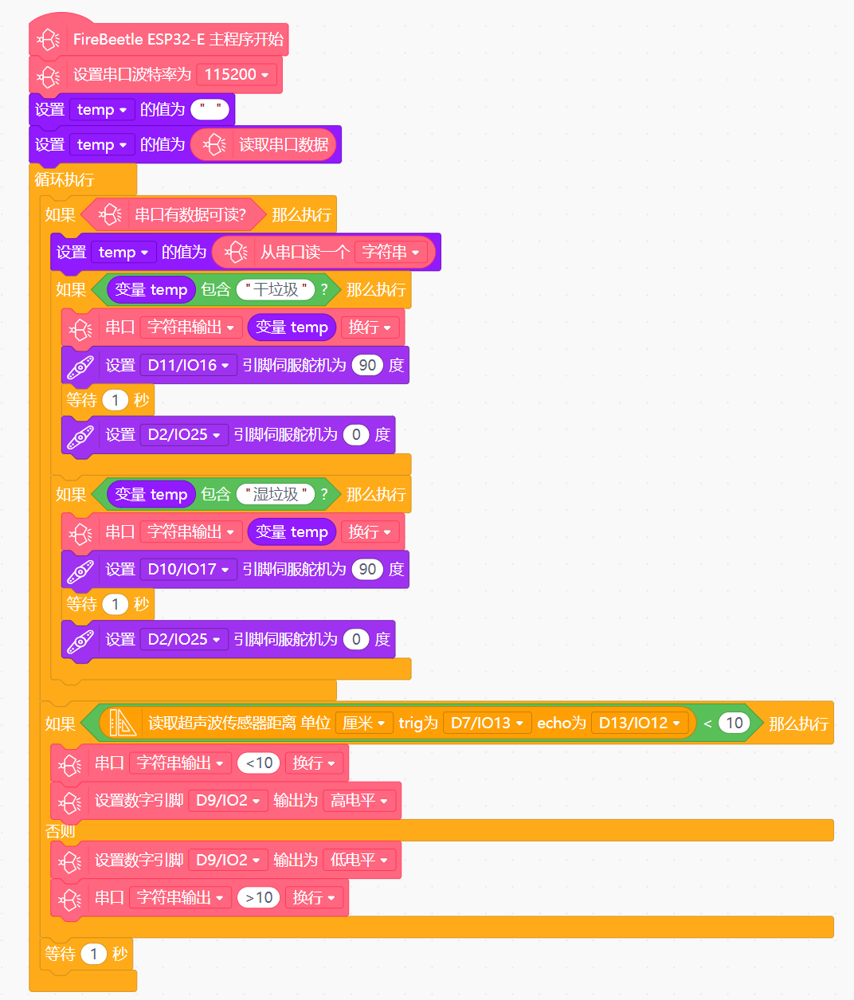 FireBeetle ESP32-E 主程序开始
设置串口波特率为 115200
设置 temp 的值为 " "
设置 temp 的值为 读取串口数据
循环执行
如果 串口有数据可读? 那么执行
设置 temp 的值为 从串口读一个 字符串
如果 变量 temp 包含 "干垃圾" ? 那么执行
串口 字符串输出 变量 temp 换行
设置 D11/IO16 引脚伺服舵机为 90 度
等待 1 秒
设置 D2/IO25 引脚伺服舵机为 0 度
如果 变量 temp 包含 "湿垃圾" ? 那么执行
串口 字符串输出 变量 temp 换行
设置 D10/IO17 引脚伺服舵机为 90 度
等待 1 秒
设置 D2/IO25 引脚伺服舵机为 0 度
如果 读取超声波传感器距离 单位 厘米 trig为 D7/IO13 echo为 D13/IO12 < 10 那么执行
串口 字符串输出 <10 换行
设置数字引脚 D9/IO2 输出为 高电平
否则
设置数字引脚 D9/IO2 输出为 低电平
串口 字符串输出 >10 换行
等待 1 秒